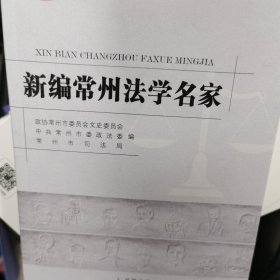 XIN BIAN CHANGZHOU FAXUE MINGJIA
新编常州法学名家
政协常州市委员会文史委员会
中共常州市委政法委 编
常州市司法局